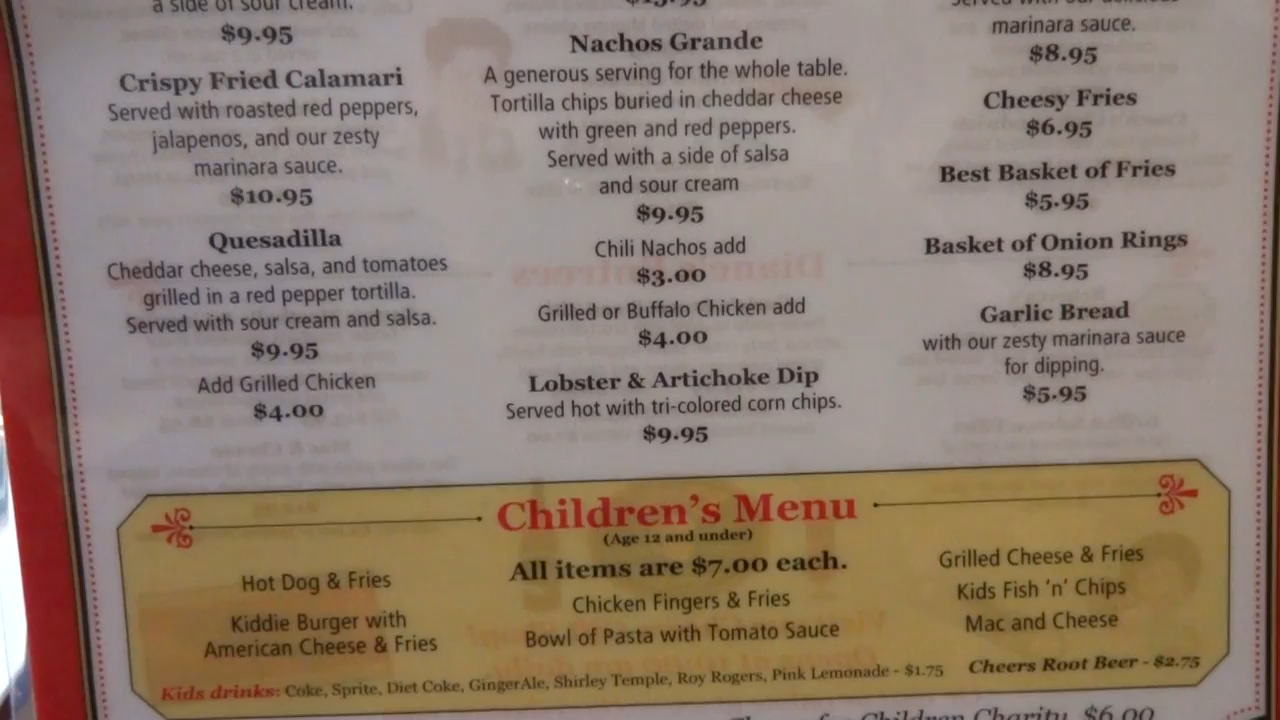 a side of sour cream.
$9.95
Crispy Fried Calamari
Served with roasted red peppers,
jalapenos, and our zesty
marinara sauce.
$10.95
Quesadilla
Cheddar cheese, salsa, and tomatoes
grilled in a red pepper tortilla.
Served with sour cream and salsa.
$9.95
Add Grilled Chicken
$4.00
Nachos Grande
A generous serving for the whole table.
Tortilla chips buried in cheddar cheese
with green and red peppers.
Served with a side of salsa
and sour cream
$9.95
Chili Nachos add
$3.00
Grilled or Buffalo Chicken add
$4.00
Lobster & Artichoke Dip
Served hot with tri-colored corn chips.
$9.95
marinara sauce.
$8.95
Cheesy Fries
$6.95
Best Basket of Fries
$5.95
Basket of Onion Rings
$8.95
Garlic Bread
with our zesty marinara sauce
for dipping.
$5.95
Children's Menu
(Age 12 and under)
All items are $7.00 each.
Hot Dog & Fries
Kiddie Burger with
American Cheese & Fries
Chicken Fingers & Fries
Bowl of Pasta with Tomato Sauce
Grilled Cheese & Fries
Kids Fish 'n' Chips
Mac and Cheese
Kids drinks: Coke, Sprite, Diet Coke, GingerAle, Shirley Temple, Roy Rogers, Pink Lemonade - $1.75 Cheers Root Beer - $2.75
for Children Charity $6.00